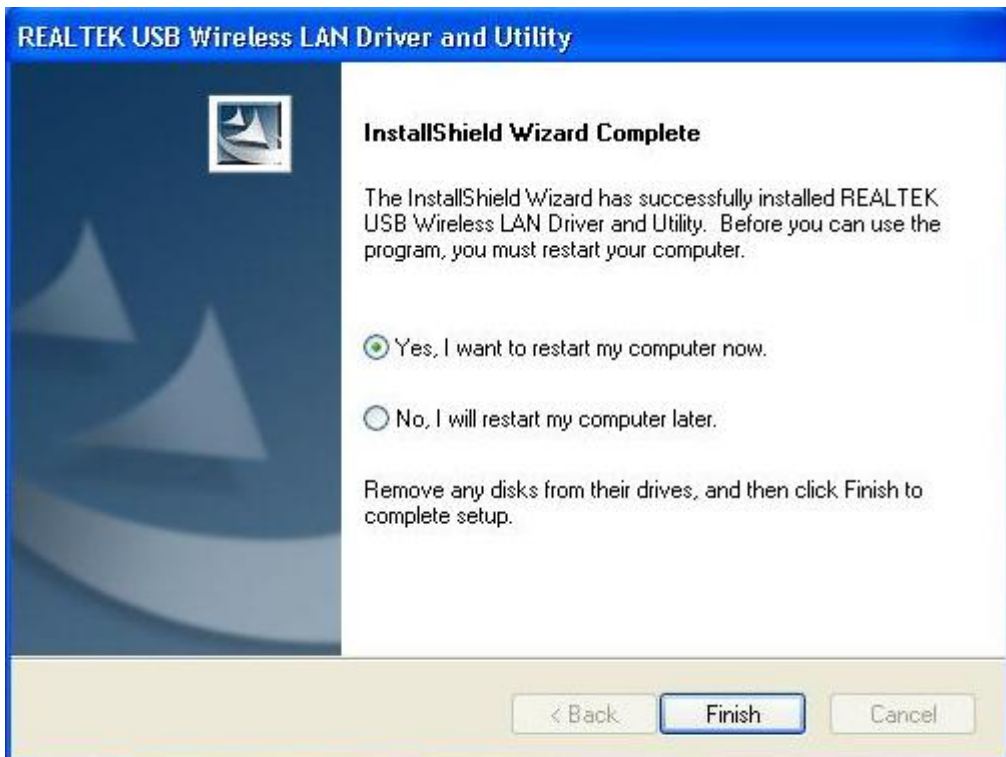 REALTEK USB Wireless LAN Driver and Utility
InstallShield Wizard Complete
The InstallShield Wizard has successfully installed REALTEK
USB Wireless LAN Driver and Utility.  Before you can use the
program, you must restart your computer.
Yes, I want to restart my computer now.
No, I will restart my computer later.
Remove any disks from their drives, and then click Finish to
complete setup.
< Back Finish Cancel